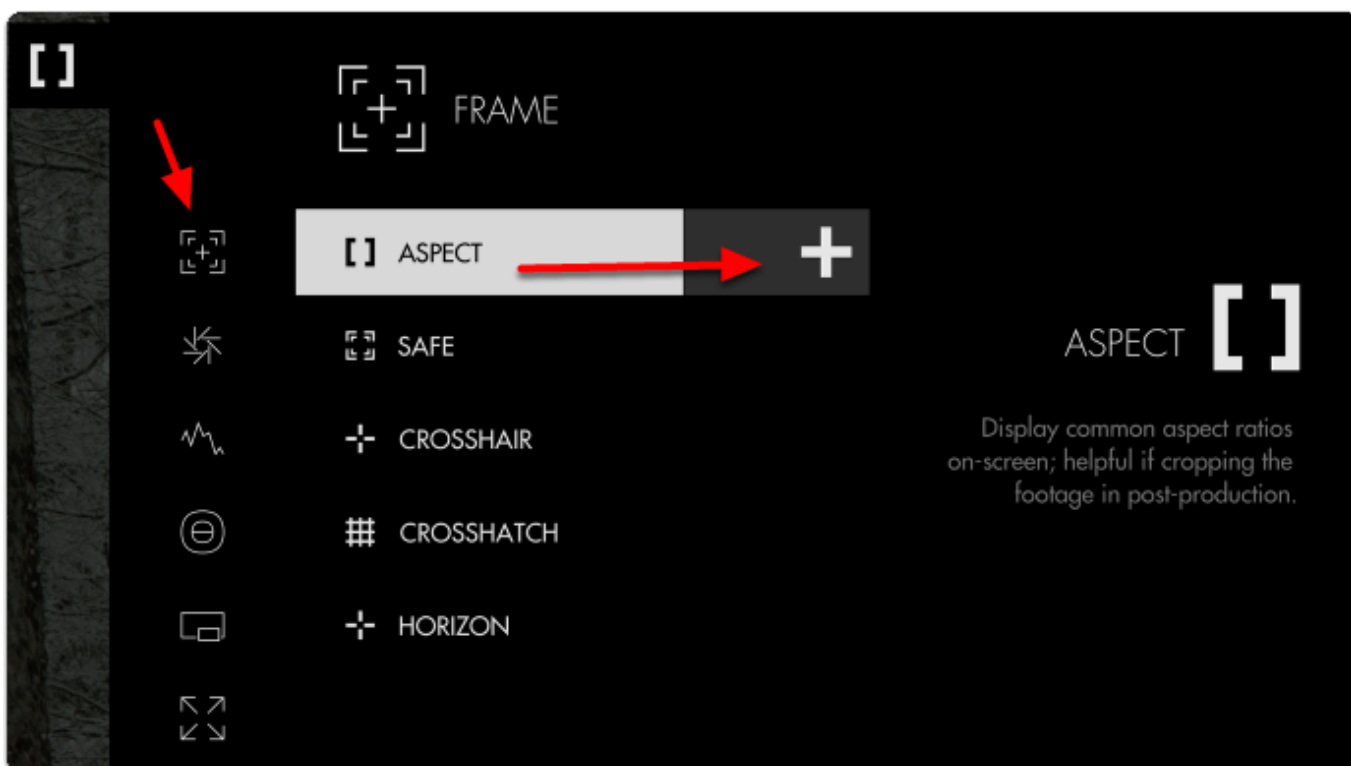 FRAME
ASPECT
SAFE
CROSSHAIR
CROSSHATCH
HORIZON
ASPECT
Display common aspect ratios
on-screen; helpful if cropping the
footage in post-production.